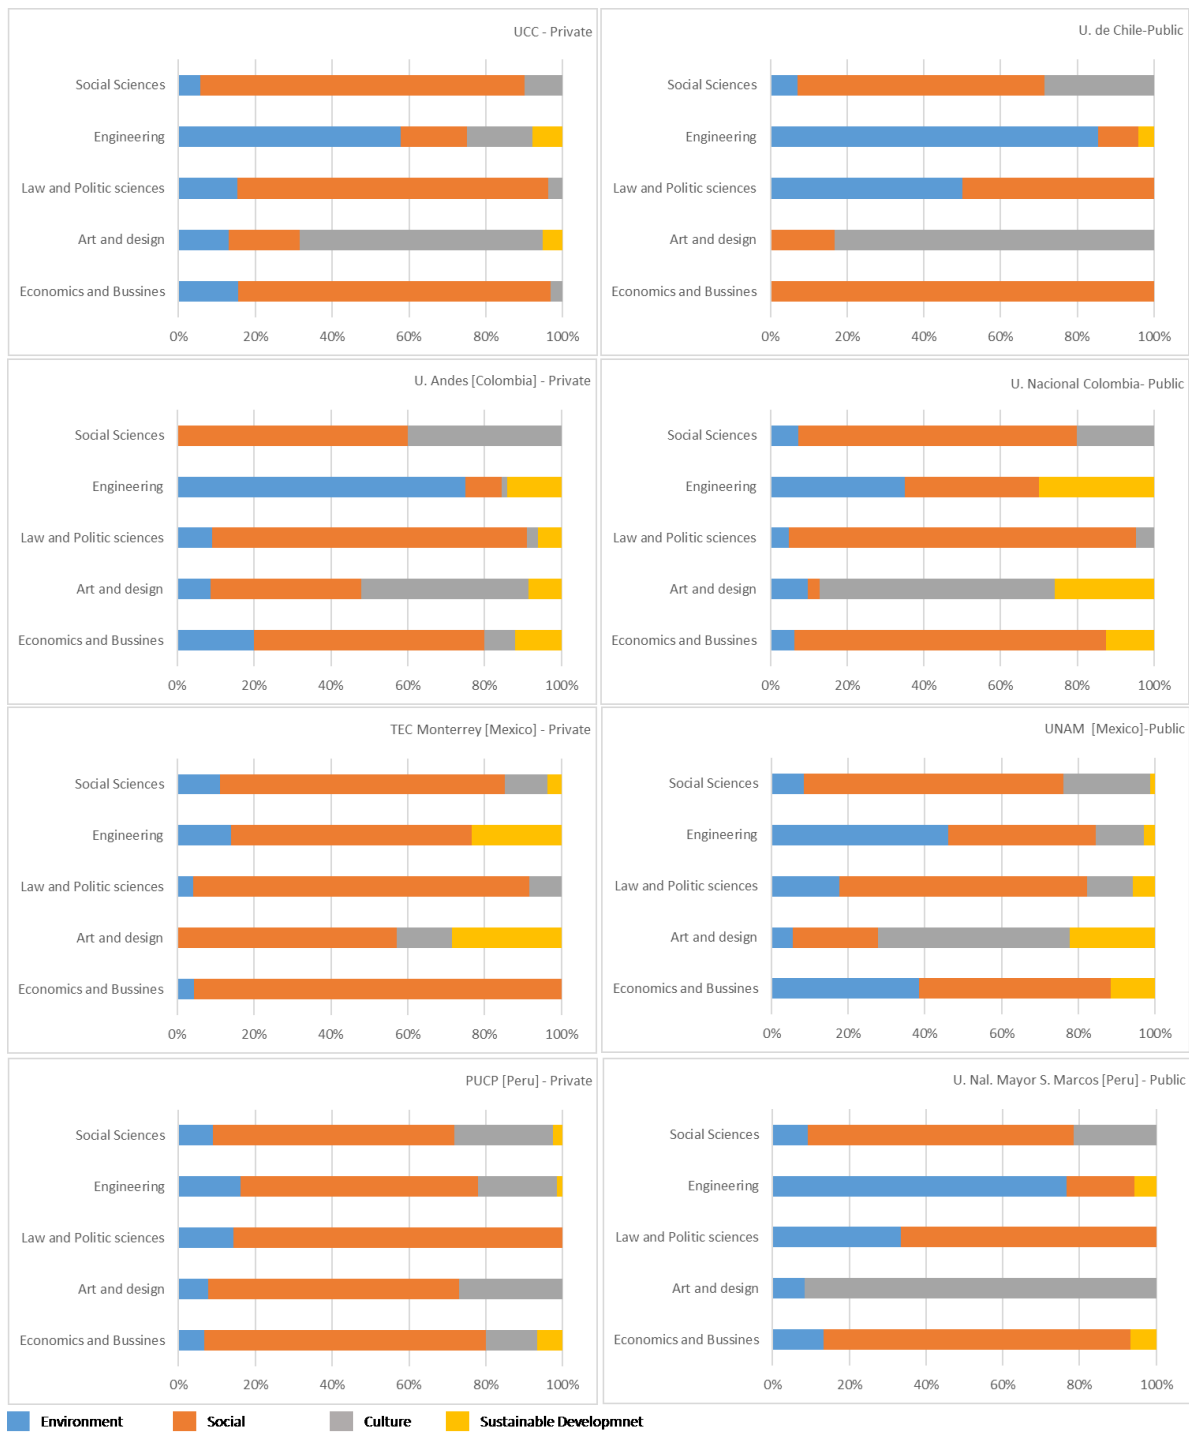 UCC - Private
Social Sciences
Engineering
Law and Politic sciences
Art and design
Economics and Bussines
0% 20% 40% 60% 80% 100%
U. de Chile-Public
Social Sciences
Engineering
Law and Politic sciences
Art and design
Economics and Bussines
0% 20% 40% 60% 80% 100%
U. Andes [Colombia] - Private
Social Sciences
Engineering
Law and Politic sciences
Art and design
Economics and Bussines
0% 20% 40% 60% 80% 100%
U. Nacional Colombia- Public
Social Sciences
Engineering
Law and Politic sciences
Art and design
Economics and Bussines
0% 20% 40% 60% 80% 100%
TEC Monterrey [Mexico] - Private
Social Sciences
Engineering
Law and Politic sciences
Art and design
Economics and Bussines
0% 20% 40% 60% 80% 100%
UNAM [Mexico]-Public
Social Sciences
Engineering
Law and Politic sciences
Art and design
Economics and Bussines
0% 20% 40% 60% 80% 100%
PUCP [Peru] - Private
Social Sciences
Engineering
Law and Politic sciences
Art and design
Economics and Bussines
0% 20% 40% 60% 80% 100%
U. Nal. Mayor S. Marcos [Peru] - Public
Social Sciences
Engineering
Law and Politic sciences
Art and design
Economics and Bussines
0% 20% 40% 60% 80% 100%
Environment Social Culture Sustainable Developmnet